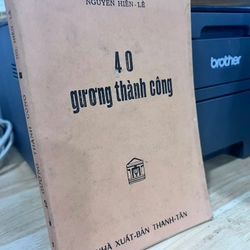 NGUYỄN HIẾN-LÊ
40
gương thành công
NHÀ XUẤT-BẢN THANH-TÂN
brother